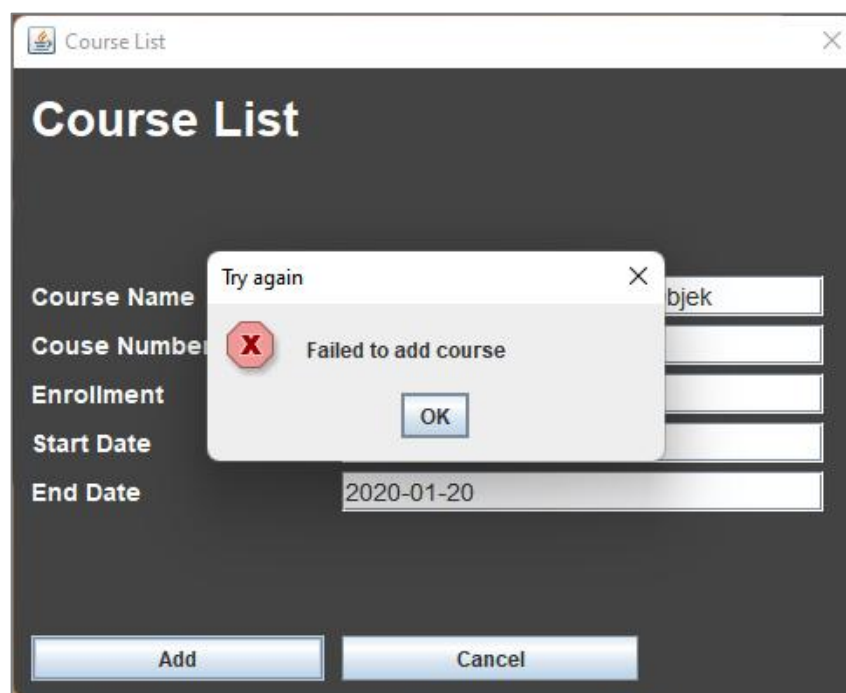 Course List
Course List
Try again
Course Name bjek
Failed to add course
Couse Number
OK
Enrollment
Start Date
End Date 2020-01-20
Add Cancel